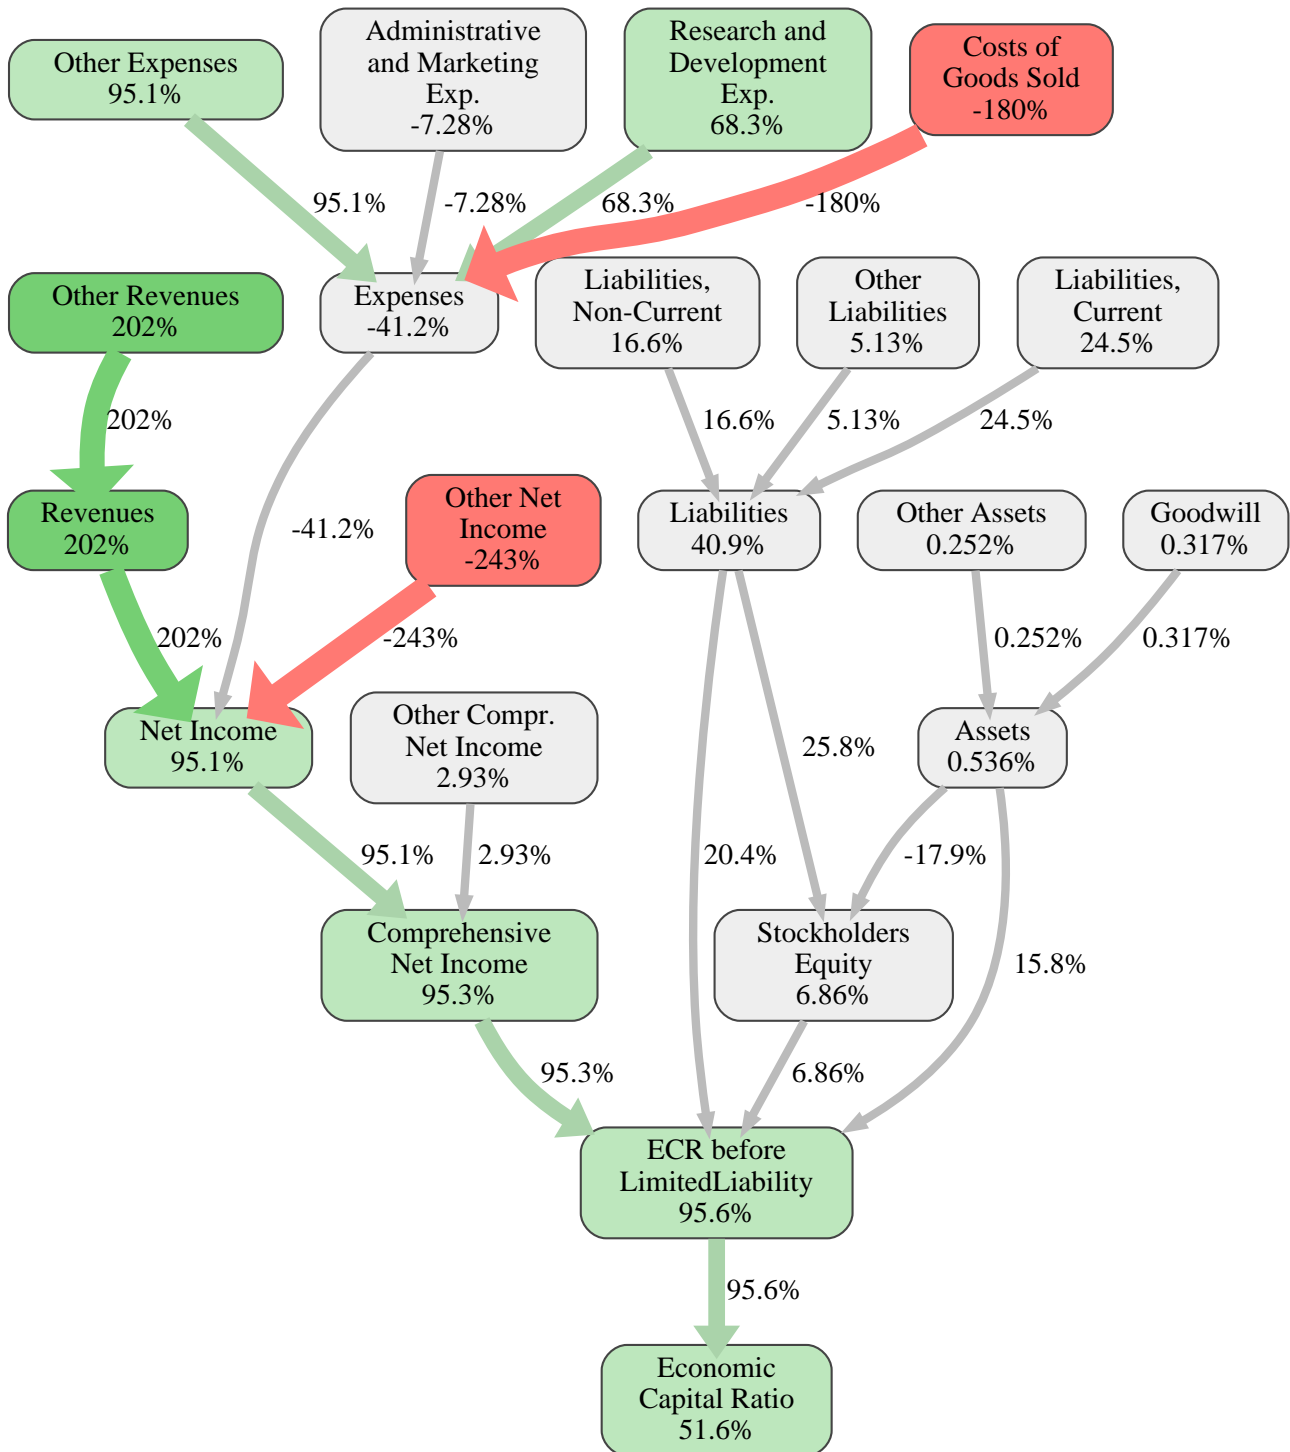 Other Expenses
95.1%
Administrative
and Marketing
Exp.
-7.28%
Research and
Development
Exp.
68.3%
Costs of
Goods Sold
-180%
95.1%
-7.28%
68.3%
-180%
Other Revenues
202%
Expenses
-41.2%
Liabilities,
Non-Current
16.6%
Other
Liabilities
5.13%
Liabilities,
Current
24.5%
202%
16.6%
5.13%
24.5%
Revenues
202%
-41.2%
Other Net
Income
-243%
Liabilities
40.9%
Other Assets
0.252%
Goodwill
0.317%
202%
-243%
0.252%
0.317%
Net Income
95.1%
Other Compr.
Net Income
2.93%
25.8%
Assets
0.536%
95.1%
2.93%
20.4%
-17.9%
Comprehensive
Net Income
95.3%
Stockholders
Equity
6.86%
15.8%
95.3%
6.86%
ECR before
LimitedLiability
95.6%
95.6%
Economic
Capital Ratio
51.6%